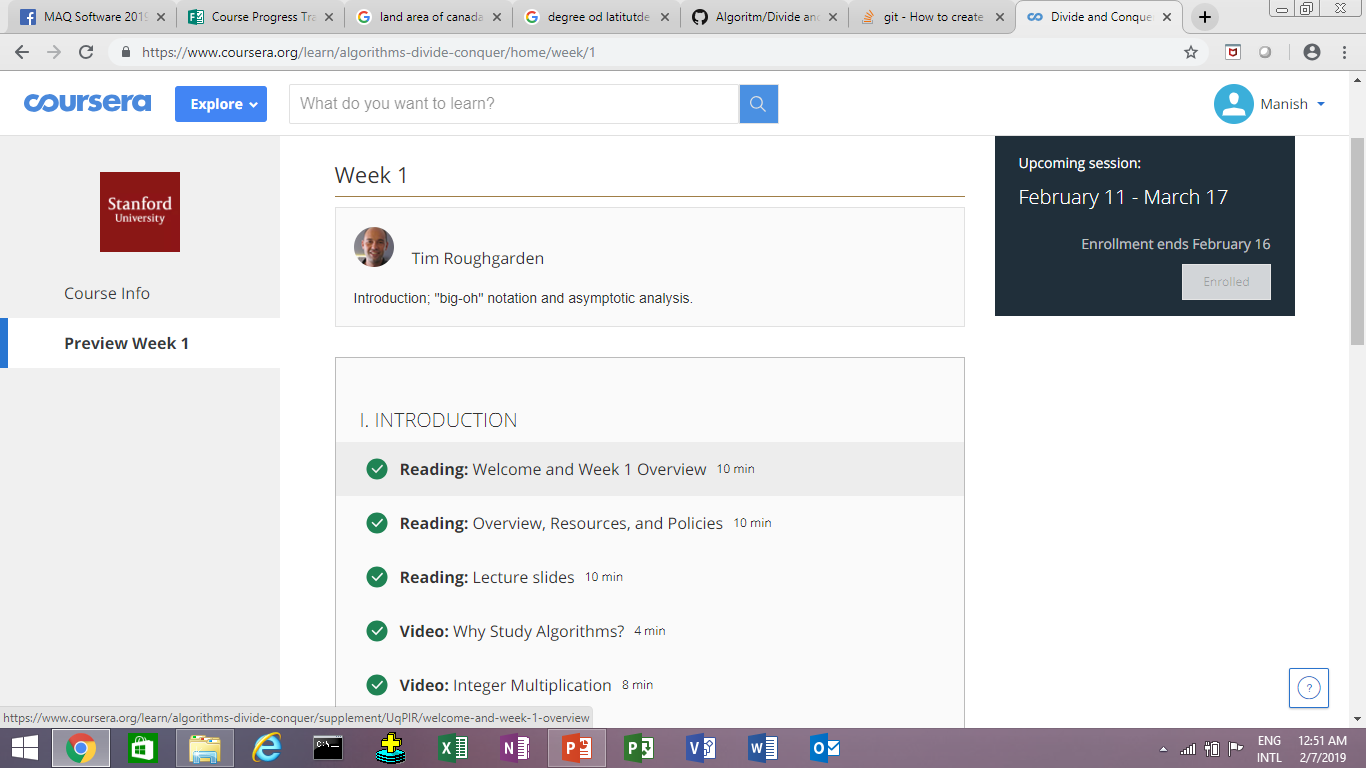 MAQ Software 2019
Course Progress Tra
land area of canada
degree od latitutde
Algoritm/Divide an
git - How to create
Divide and Conque
https://www.coursera.org/learn/algorithms-divide-conquer/home/week/1
coursera
Explore
What do you want to learn?
Manish
Stanford
University
Course Info
Preview Week 1
Week 1
Tim Roughgarden
Introduction; "big-oh" notation and asymptotic analysis.
Upcoming session:
February 11 - March 17
Enrollment ends February 16
Enrolled
I. INTRODUCTION
Reading: Welcome and Week 1 Overview 10 min
Reading: Overview, Resources, and Policies 10 min
Reading: Lecture slides 10 min
Video: Why Study Algorithms? 4 min
Video: Integer Multiplication 8 min
?
https://www.coursera.org/learn/algorithms-divide-conquer/supplement/UqPIR/welcome-and-week-1-overview
ENG
INTL
12:51 AM
2/7/2019